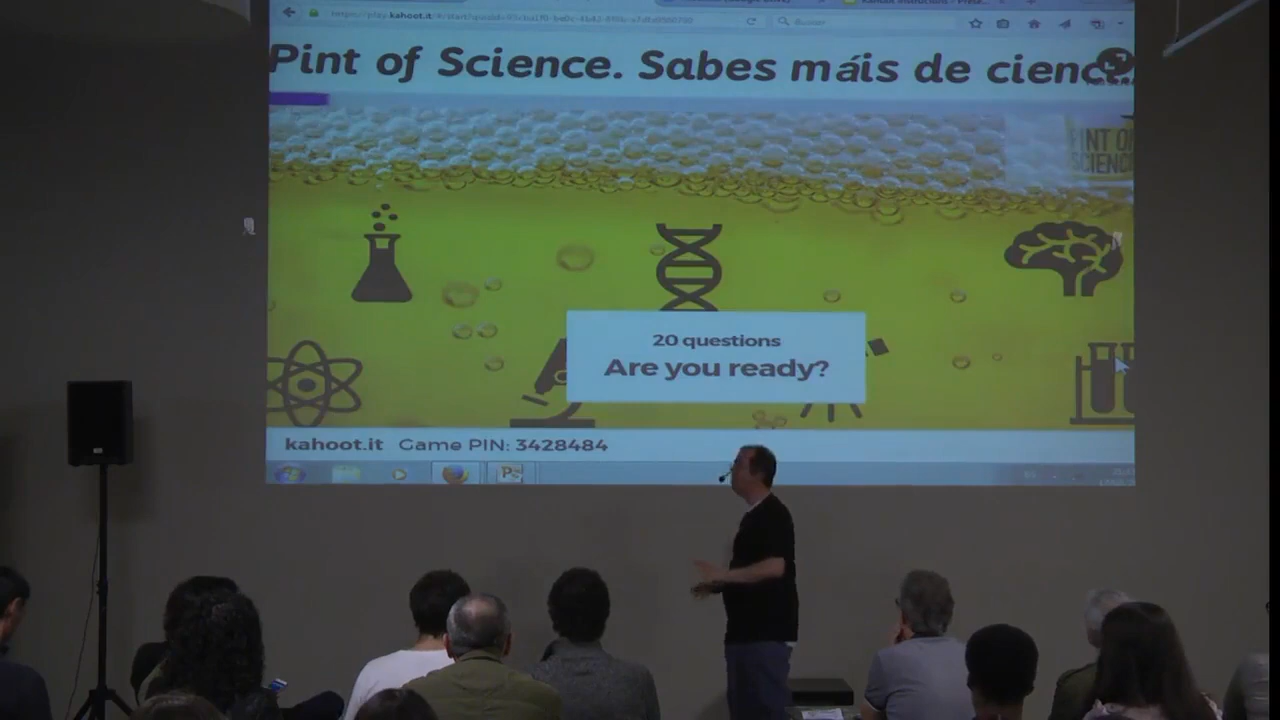 Pint of Science. Sabes máis de cienc
PINT OF
SCIENCE
20 questions
Are you ready?
kahoot.it Game PIN: 3428484